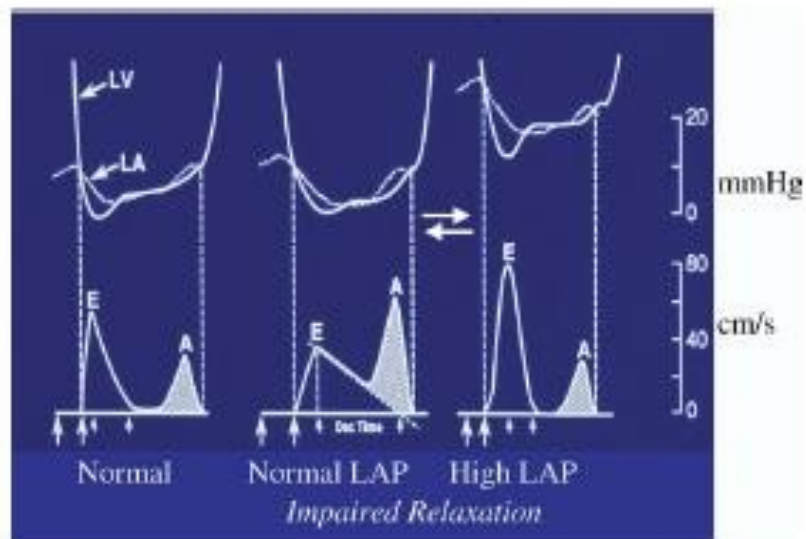 LV
LA
20
mmHg
0
80
E
E
E
A
cm/s
40
A
A
Dec Time
0
Normal
Normal LAP
High LAP
Impaired Relaxation